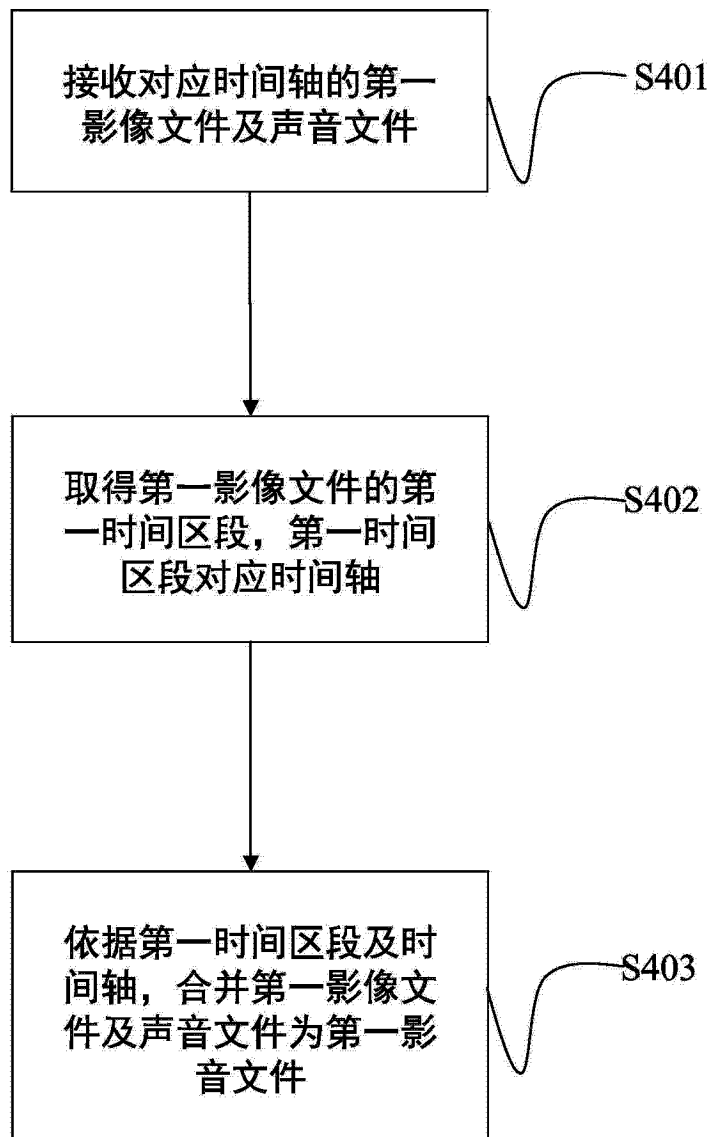 接收对应时间轴的第一
影像文件及声音文件
S401
取得第一影像文件的第
一时间区段，第一时间
区段对应时间轴
S402
依据第一时间区段及时
间轴，合并第一影像文
件及声音文件为第一影
音文件
S403